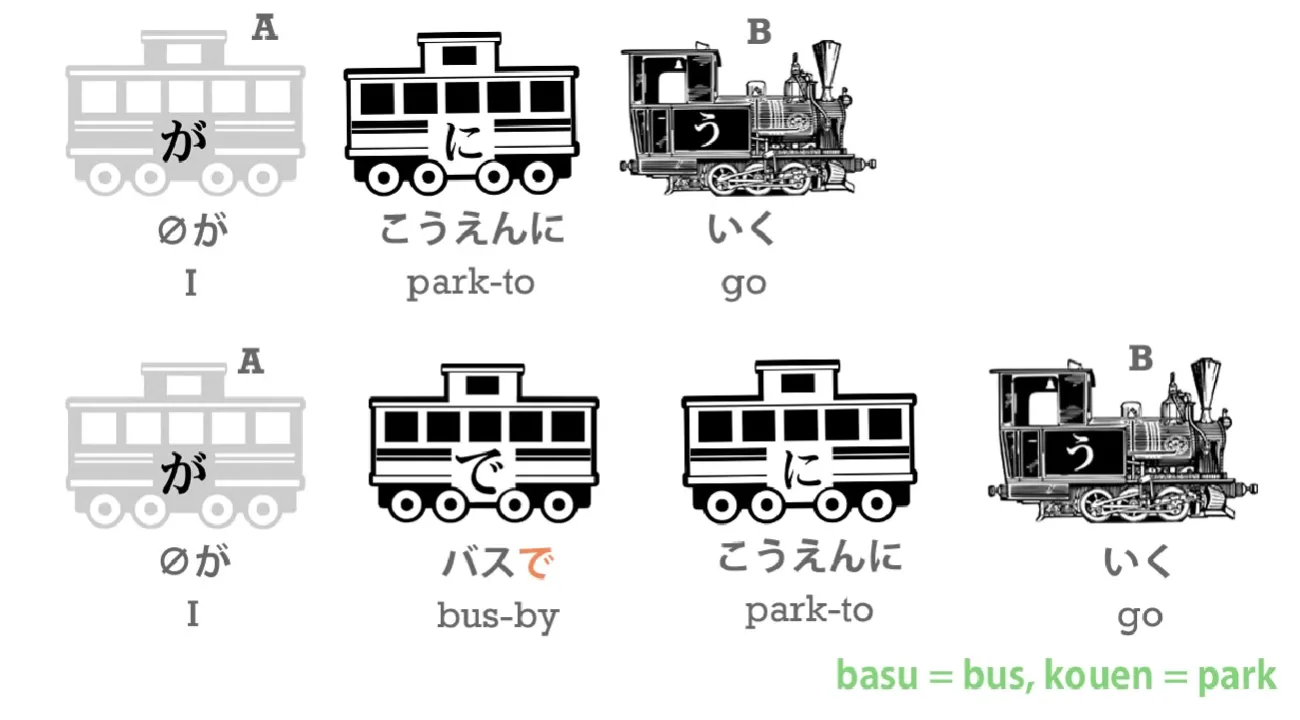 A B
が に う
∅が こうえんに いく
I park-to go
A B
が で に う
∅が バスで こうえんに いく
I bus-by park-to go
basu = bus, kouen = park